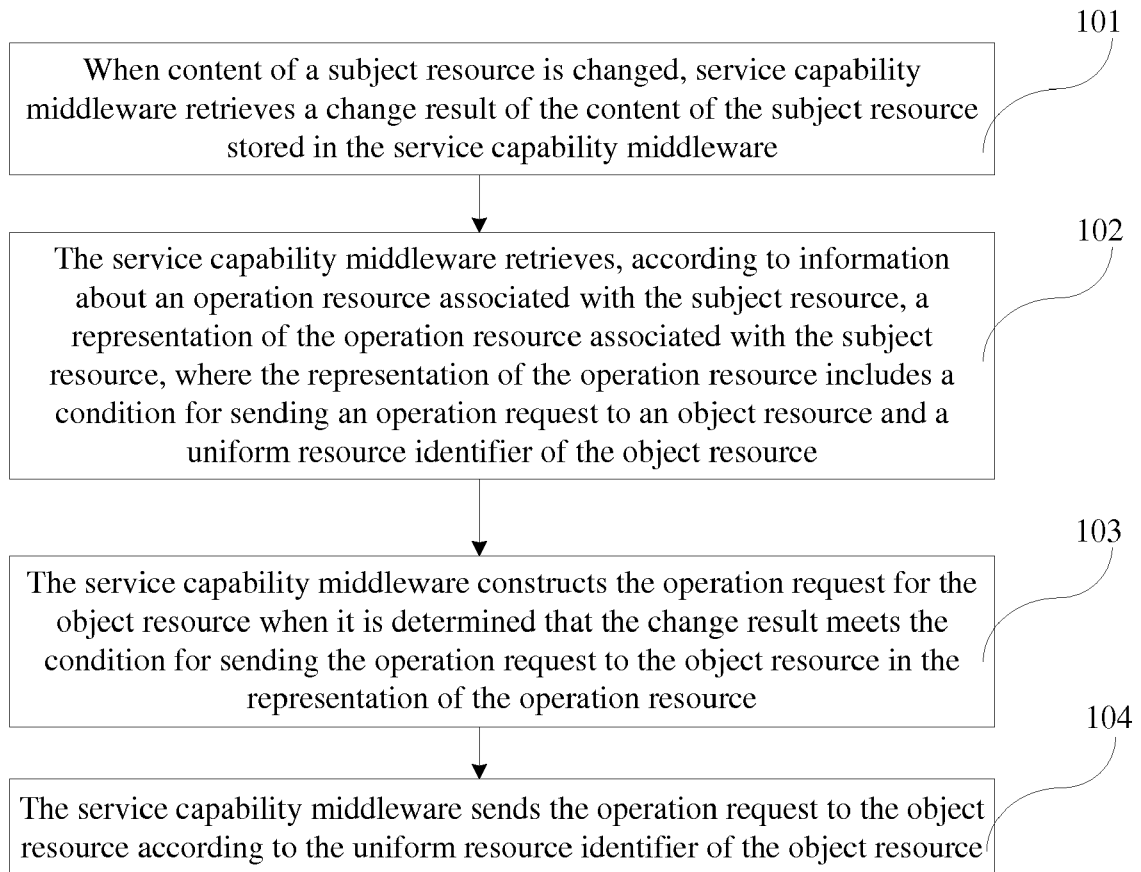 101
When content of a subject resource is changed, service capability
middleware retrieves a change result of the content of the subject resource
stored in the service capability middleware
102
The service capability middleware retrieves, according to information
about an operation resource associated with the subject resource, a
representation of the operation resource associated with the subject
resource, where the representation of the operation resource includes a
condition for sending an operation request to an object resource and a
uniform resource identifier of the object resource
103
The service capability middleware constructs the operation request for the
object resource when it is determined that the change result meets the
condition for sending the operation request to the object resource in the
representation of the operation resource
104
The service capability middleware sends the operation request to the object
resource according to the uniform resource identifier of the object resource